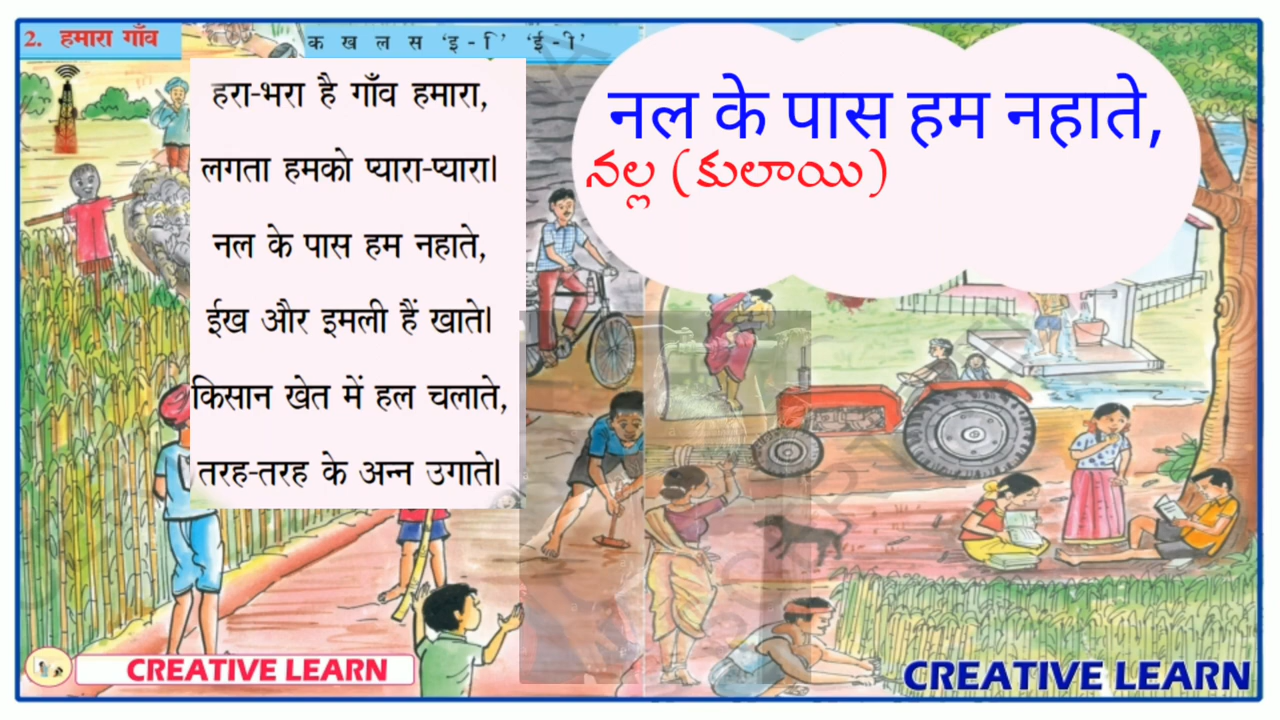 2. हमारा गाँव
क ख ल स 'इ - ि' 'ई - ी'
हरा-भरा है गाँव हमारा,
लगता हमको प्यारा-प्यारा।
नल के पास हम नहाते,
ईख और इमली हैं खाते।
किसान खेत में हल चलाते,
तरह-तरह के अन्न उगाते।
नल के पास हम नहाते,
నల్ల (కులాయి)
CREATIVE LEARN
CREATIVE LEARN